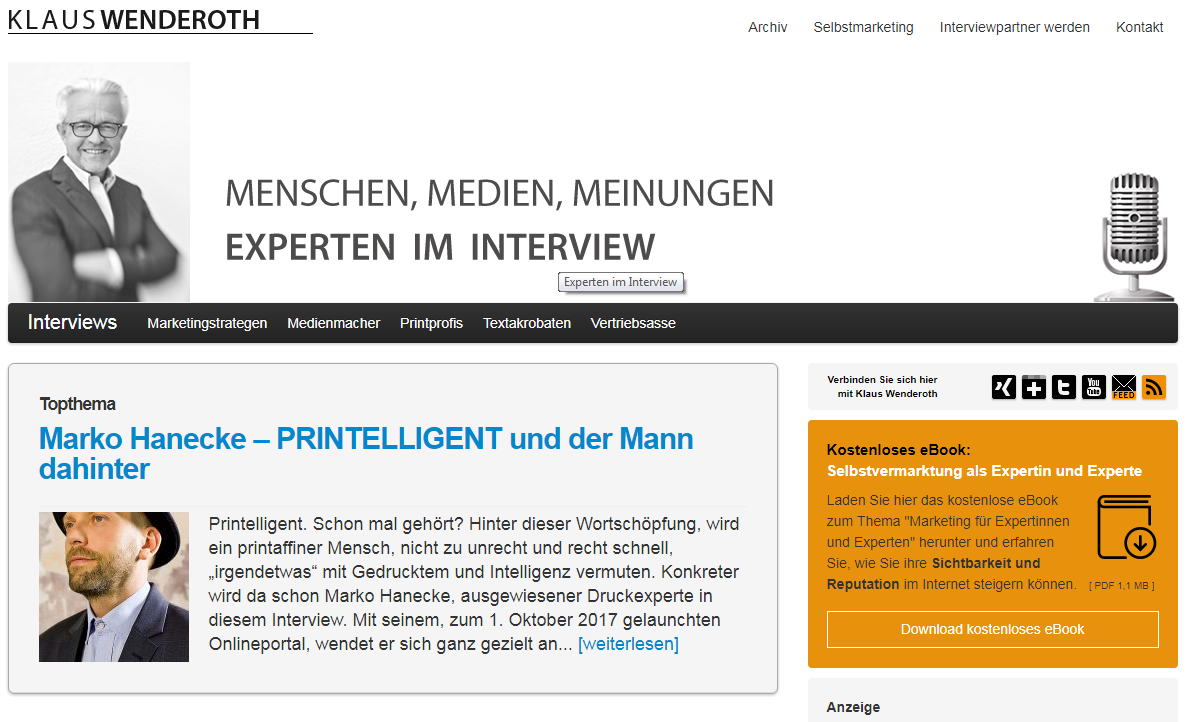 KLAUS WENDEROTH
Archiv Selbstmarketing Interviewpartner werden Kontakt
MENSCHEN, MEDIEN, MEINUNGEN
EXPERTEN IM INTERVIEW
Experten im Interview
Interviews Marketingstrategen Medienmacher Printprofis Textakrobaten Vertriebsasse
Topthema
Marko Hanecke – PRINTELLIGENT und der Mann
dahinter
Printelligent. Schon mal gehört? Hinter dieser Wortschöpfung, wird
ein printaffiner Mensch, nicht zu unrecht und recht schnell,
„irgendetwas“ mit Gedrucktem und Intelligenz vermuten. Konkreter
wird da schon Marko Hanecke, ausgewiesener Druckexperte in
diesem Interview. Mit seinem, zum 1. Oktober 2017 gelaunchten
Onlineportal, wendet er sich ganz gezielt an... [weiterlesen]
Verbinden Sie sich hier
mit Klaus Wenderoth
You
Tube
FEED
Kostenloses eBook:
Selbstvermarktung als Expertin und Experte
Laden Sie hier das kostenlose eBook
zum Thema "Marketing für Expertinnen
und Experten" herunter und erfahren
Sie, wie Sie ihre Sichtbarkeit und
Reputation im Internet steigern können. [ PDF 1,1 MB ]
Download kostenloses eBook
Anzeige